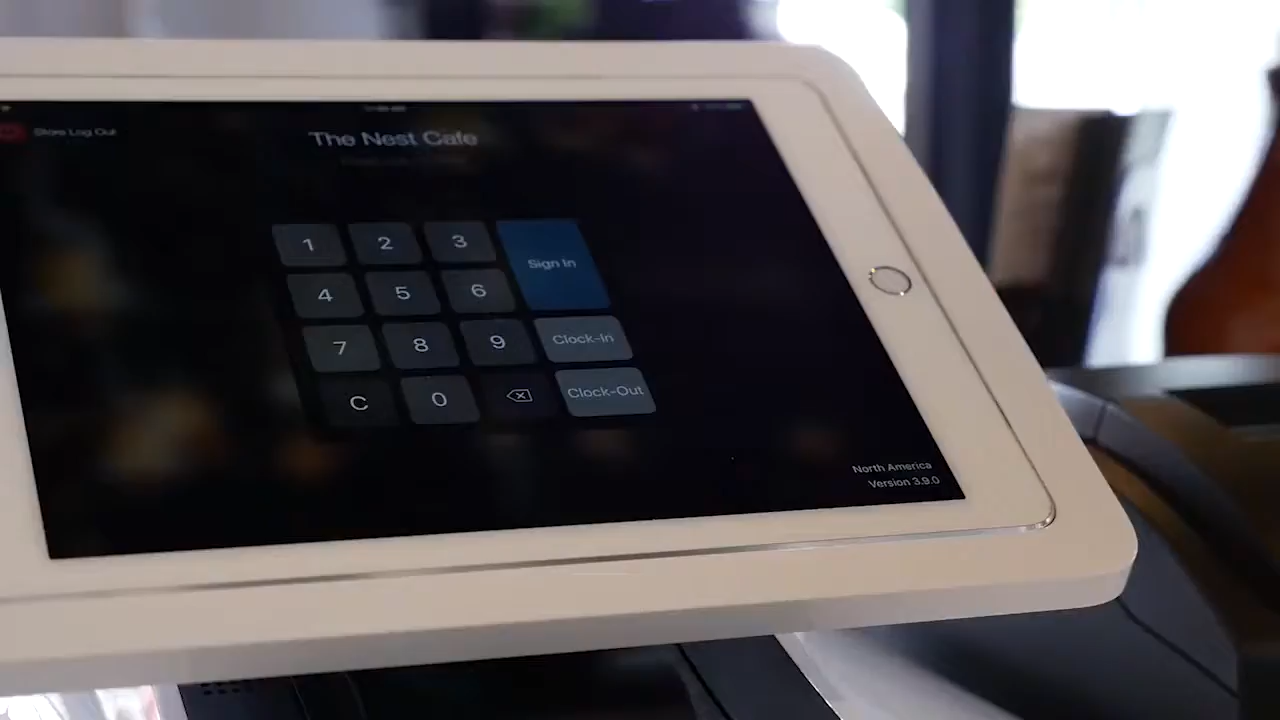 Store Log Out
The Nest Cafe
1 2 3 Sign In
4 5 6
7 8 9 Clock-In
C 0 Clock-Out
North America
Version 3.9.0